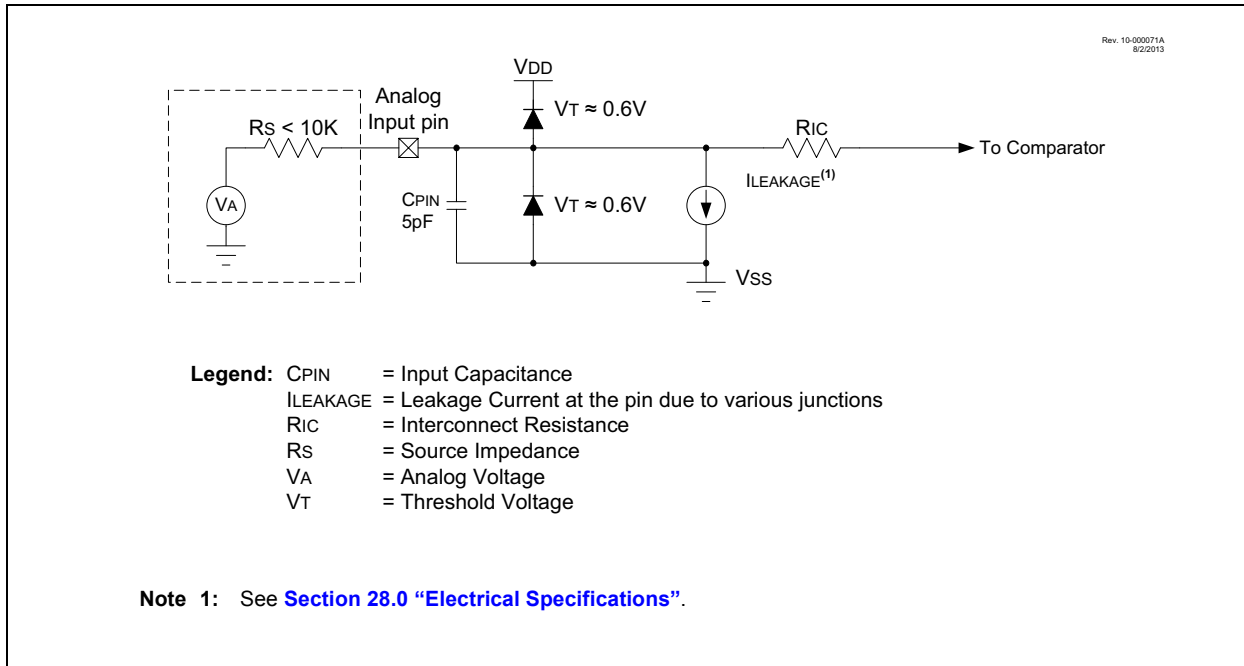 Rev. 10-000071A
8/2/2013
VDD
Analog
Input pin
VT ≈ 0.6V
RS < 10K
RIC
To Comparator
ILEAKAGE(1)
VA
CPIN
5pF
VT ≈ 0.6V
VSS
Legend: CPIN = Input Capacitance
ILEAKAGE = Leakage Current at the pin due to various junctions
RIC = Interconnect Resistance
RS = Source Impedance
VA = Analog Voltage
VT = Threshold Voltage
Note 1: See Section 28.0 “Electrical Specifications”.